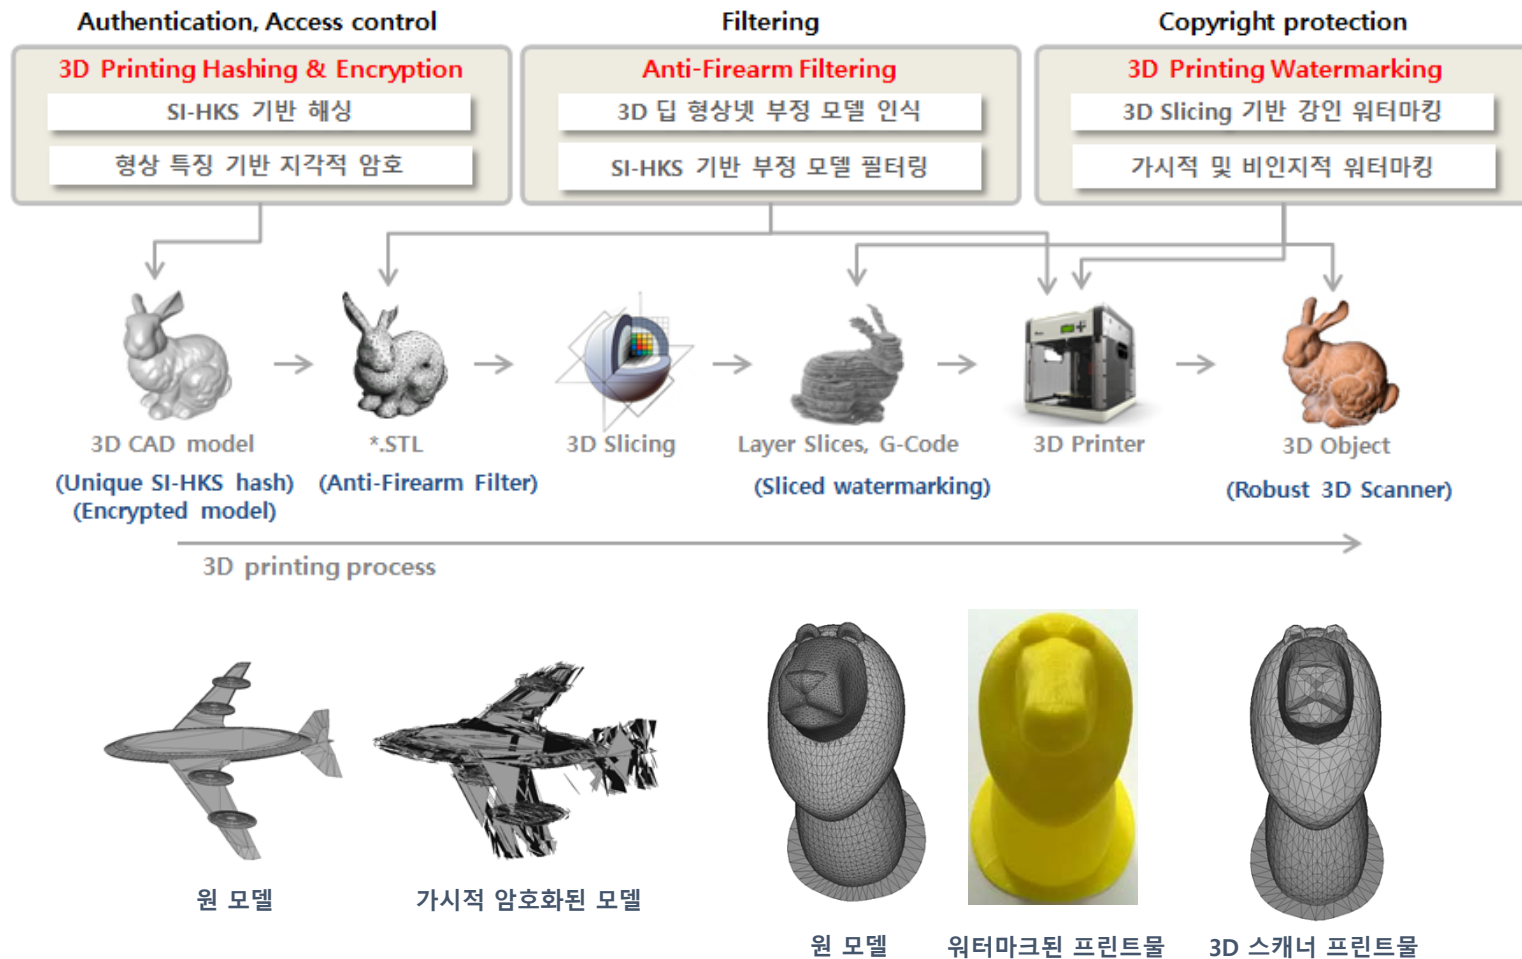 Authentication, Access control
Filtering
Copyright protection
3D Printing Hashing & Encryption
SI-HKS 기반 해싱
형상 특징 기반 지각적 암호
Anti-Firearm Filtering
3D 딥 형상넷 부정 모델 인식
SI-HKS 기반 부정 모델 필터링
3D Printing Watermarking
3D Slicing 기반 강인 워터마킹
가시적 및 비인지적 워터마킹
3D CAD model
(Unique SI-HKS hash)
(Encrypted model)
*.STL
(Anti-Firearm Filter)
3D Slicing
Layer Slices, G-Code
(Sliced watermarking)
3D Printer
3D Object
(Robust 3D Scanner)
3D printing process
원 모델
가시적 암호화된 모델
원 모델
워터마크된 프린트물
3D 스캐너 프린트물